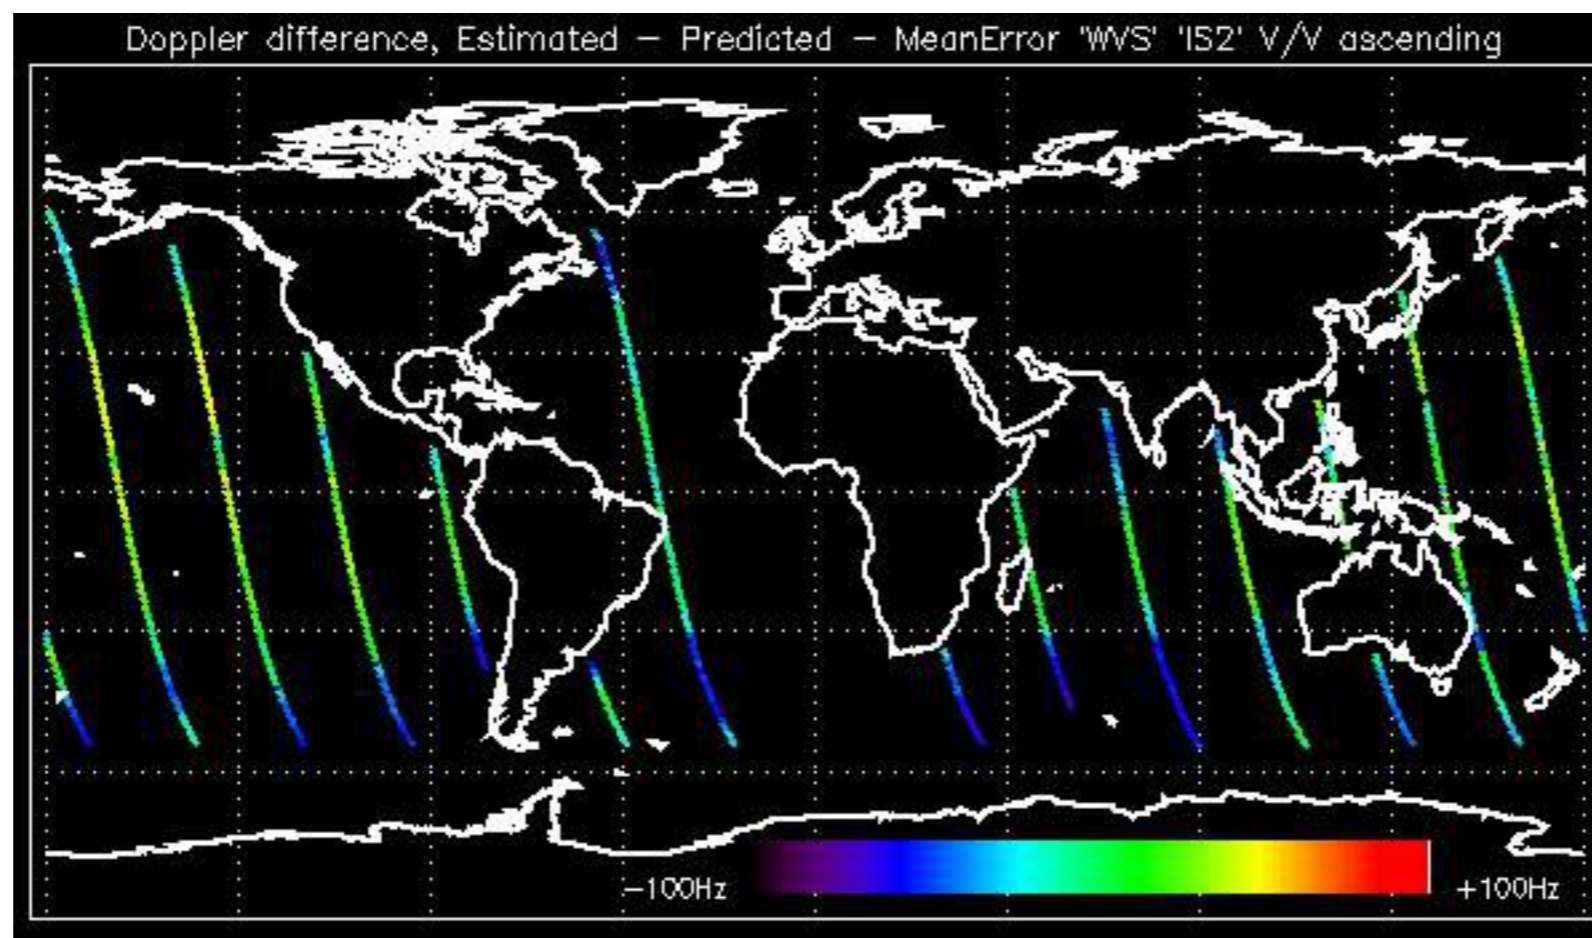 Doppler difference, Estimated – Predicted – MeanError 'WVS' 'IS2' V/V ascending
–100Hz
+100Hz